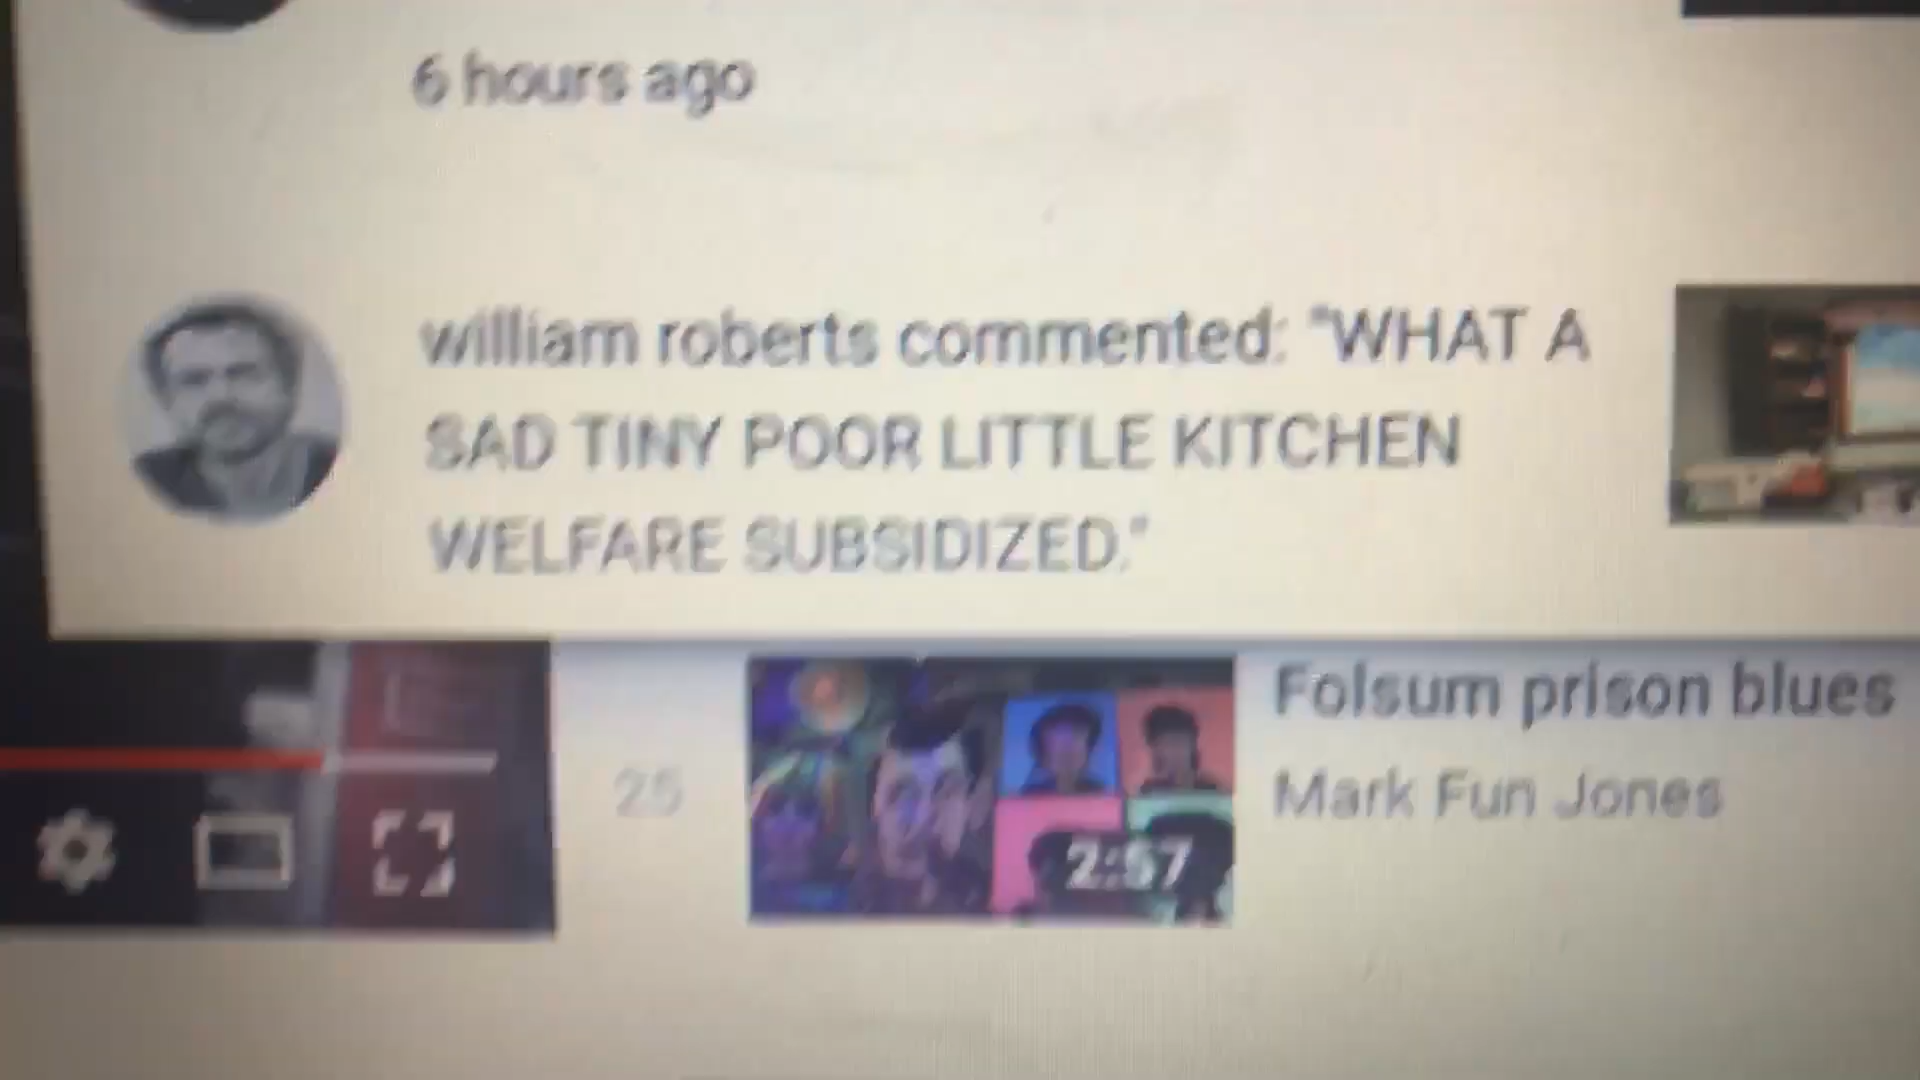 6 hours ago
william roberts commented: "WHAT A
SAD TINY POOR LITTLE KITCHEN
WELFARE SUBSIDIZED."
Folsum prison blues
25
Mark Fun Jones
2:57